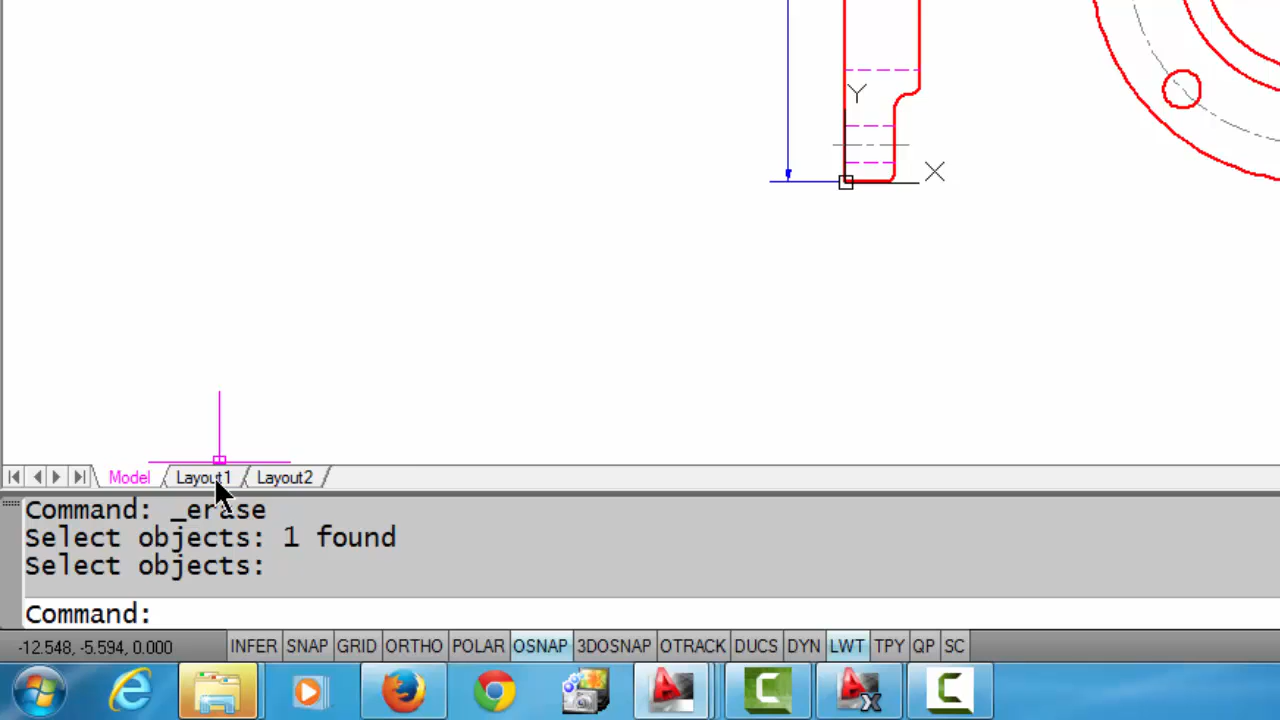 Y
X
Model Layout1 Layout2
Command: _erase
Select objects: 1 found
Select objects:
Command:
-12.548, -5.594, 0.000 INFER SNAP GRID ORTHO POLAR OSNAP 3DOSNAP OTRACK DUCS DYN LWT TPY QP SC